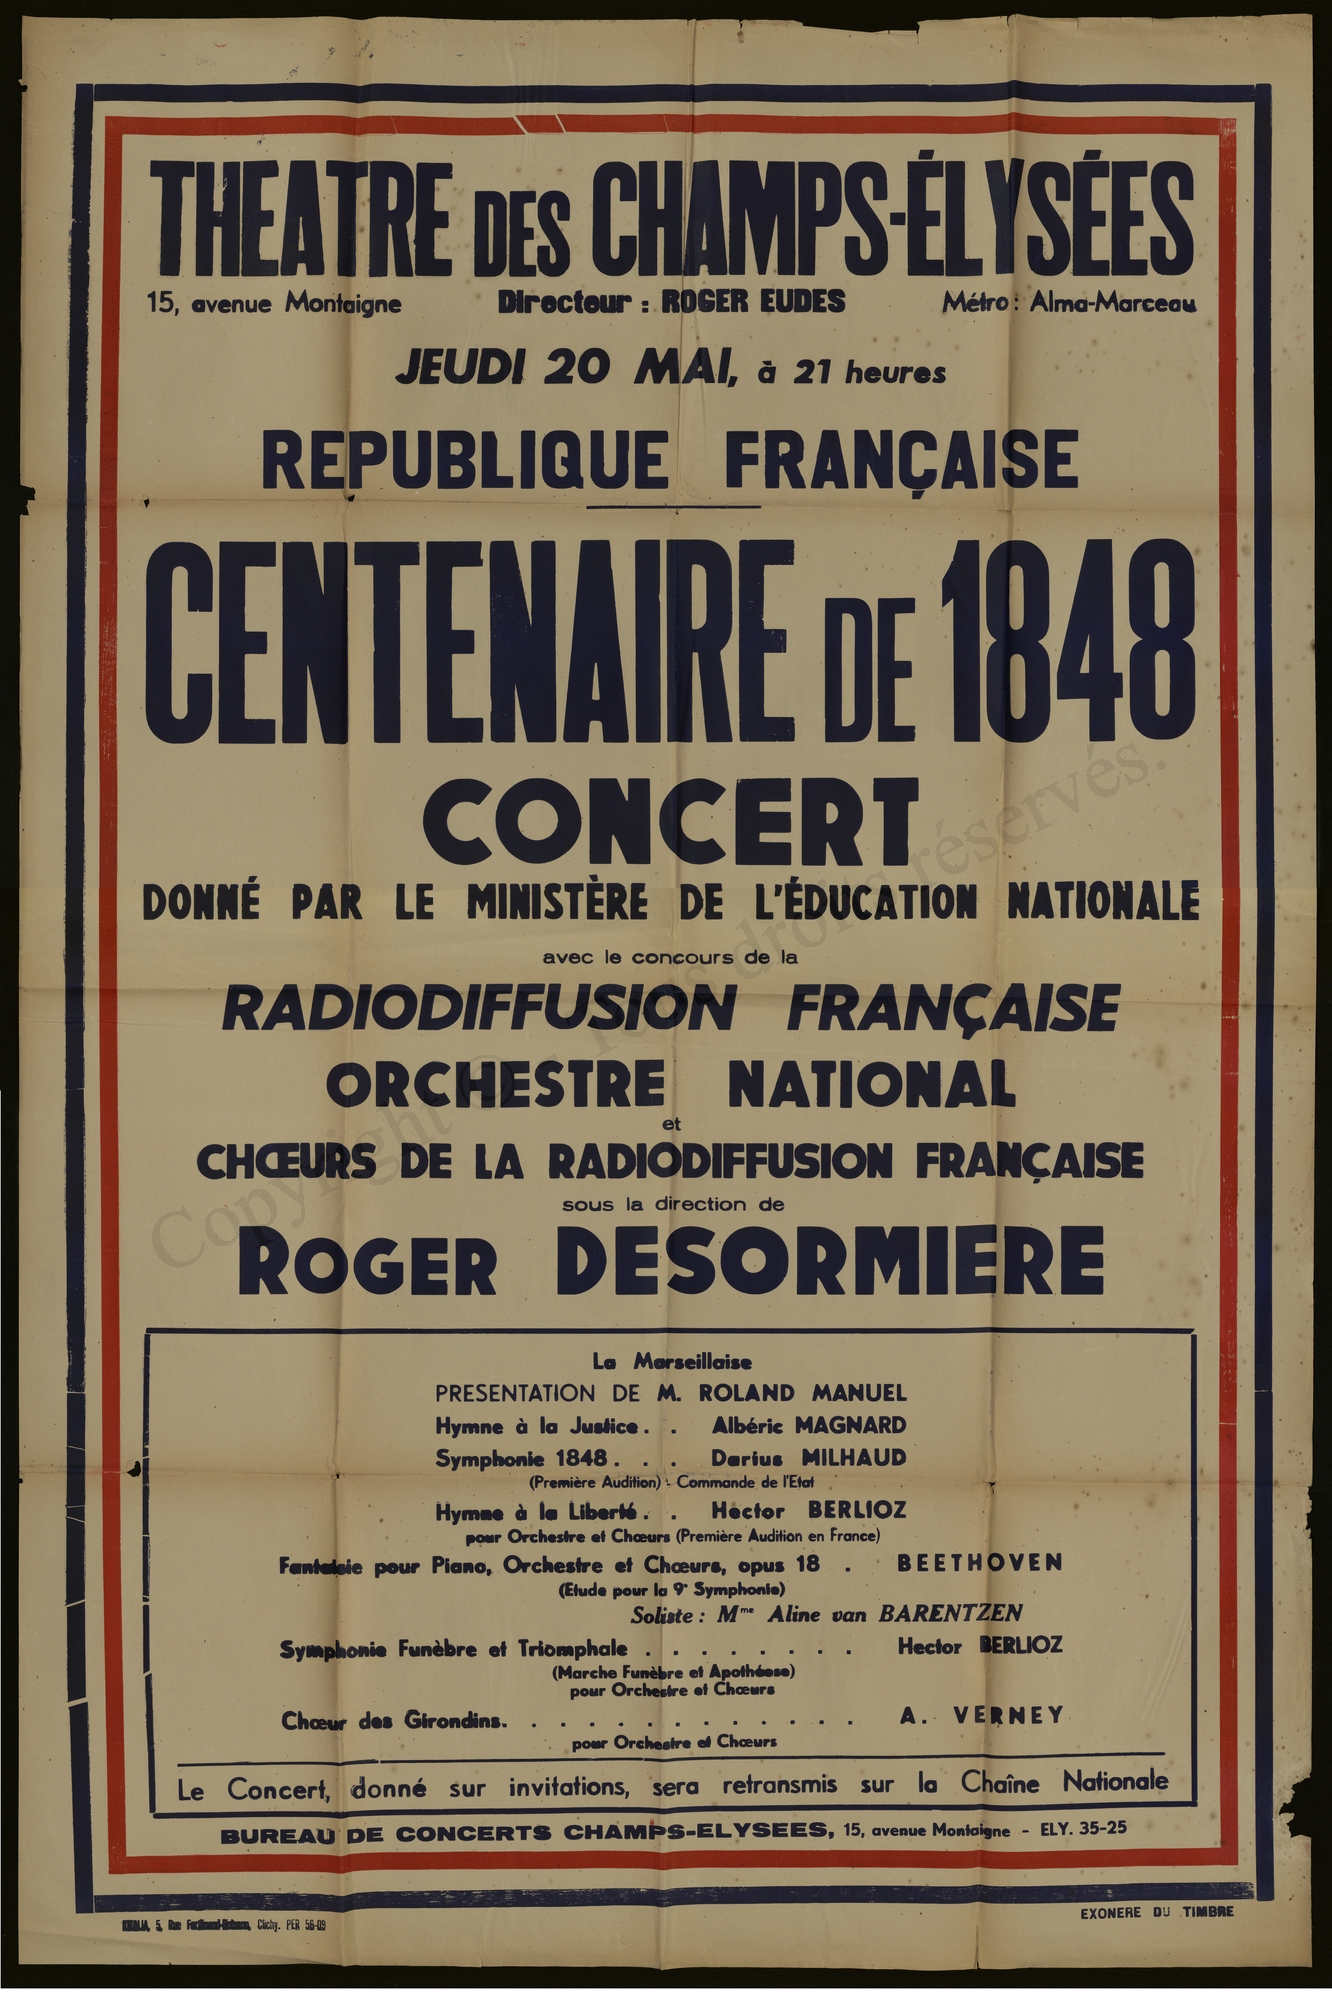 THEATRE DES CHAMPS-ÉLYSÉES
15, avenue Montaigne Directeur : ROGER EUDES Métro : Alma-Marceau
JEUDI 20 MAI, à 21 heures
REPUBLIQUE FRANÇAISE
CENTENAIRE DE 1848
CONCERT
DONNÉ PAR LE MINISTÈRE DE L'ÉDUCATION NATIONALE
avec le concours de la
RADIODIFFUSION FRANÇAISE
ORCHESTRE NATIONAL
et
CHŒURS DE LA RADIODIFFUSION FRANÇAISE
sous la direction de
ROGER DESORMIERE
La Marseillaise
PRESENTATION DE M. ROLAND MANUEL
Hymne à la Justice . . Albéric MAGNARD
Symphonie 1848 . . . Darius MILHAUD
(Première Audition) - Commande de l'Etat
Hymne à la Liberté . . Hector BERLIOZ
pour Orchestre et Chœurs (Première Audition en France)
Fantaisie pour Piano, Orchestre et Chœurs, opus 18 . BEETHOVEN
(Etude pour la 9e Symphonie)
Soliste : Mme Aline van BARENTZEN
Symphonie Funèbre et Triomphale . . . . . . . . Hector BERLIOZ
(Marche Funèbre et Apothéose)
pour Orchestre et Chœurs
Chœur des Girondins. . . . . . . . . . . . . A. VERNEY
pour Orchestre et Chœurs
Le Concert, donné sur invitations, sera retransmis sur la Chaîne Nationale
BUREAU DE CONCERTS CHAMPS-ELYSEES, 15, avenue Montaigne - ELY. 35-25
5, Rue Clichy. PER 56-09
EXONERE DU TIMBRE
Copyright © - Tous droits réservés.